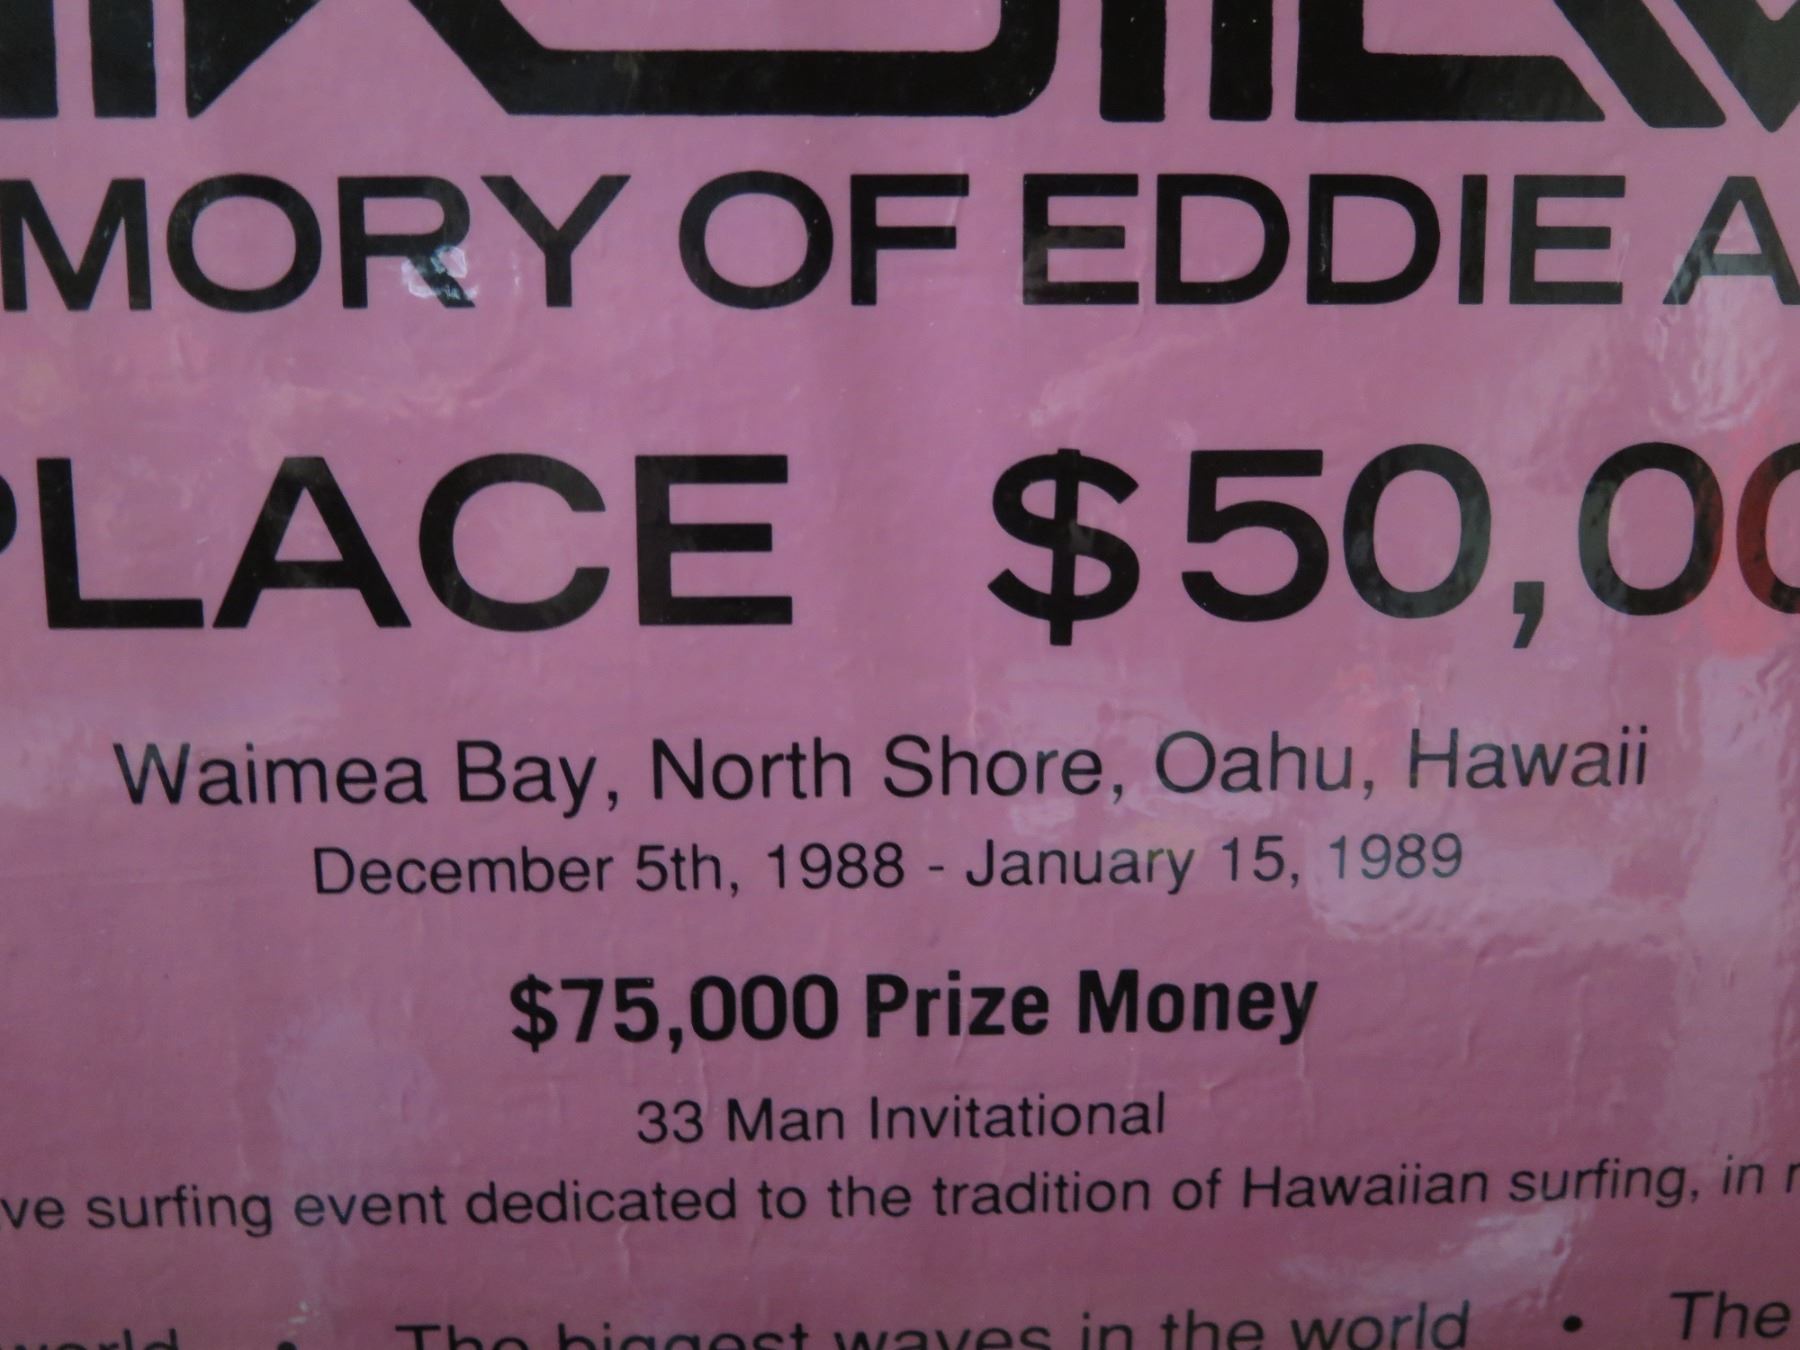 MORY OF EDDIE A
PLACE $50,00
Waimea Bay, North Shore, Oahu, Hawaii
December 5th, 1988 - January 15, 1989
$75,000 Prize Money
33 Man Invitational
ve surfing event dedicated to the tradition of Hawaiian surfing, in
world • The biggest waves in the world • The